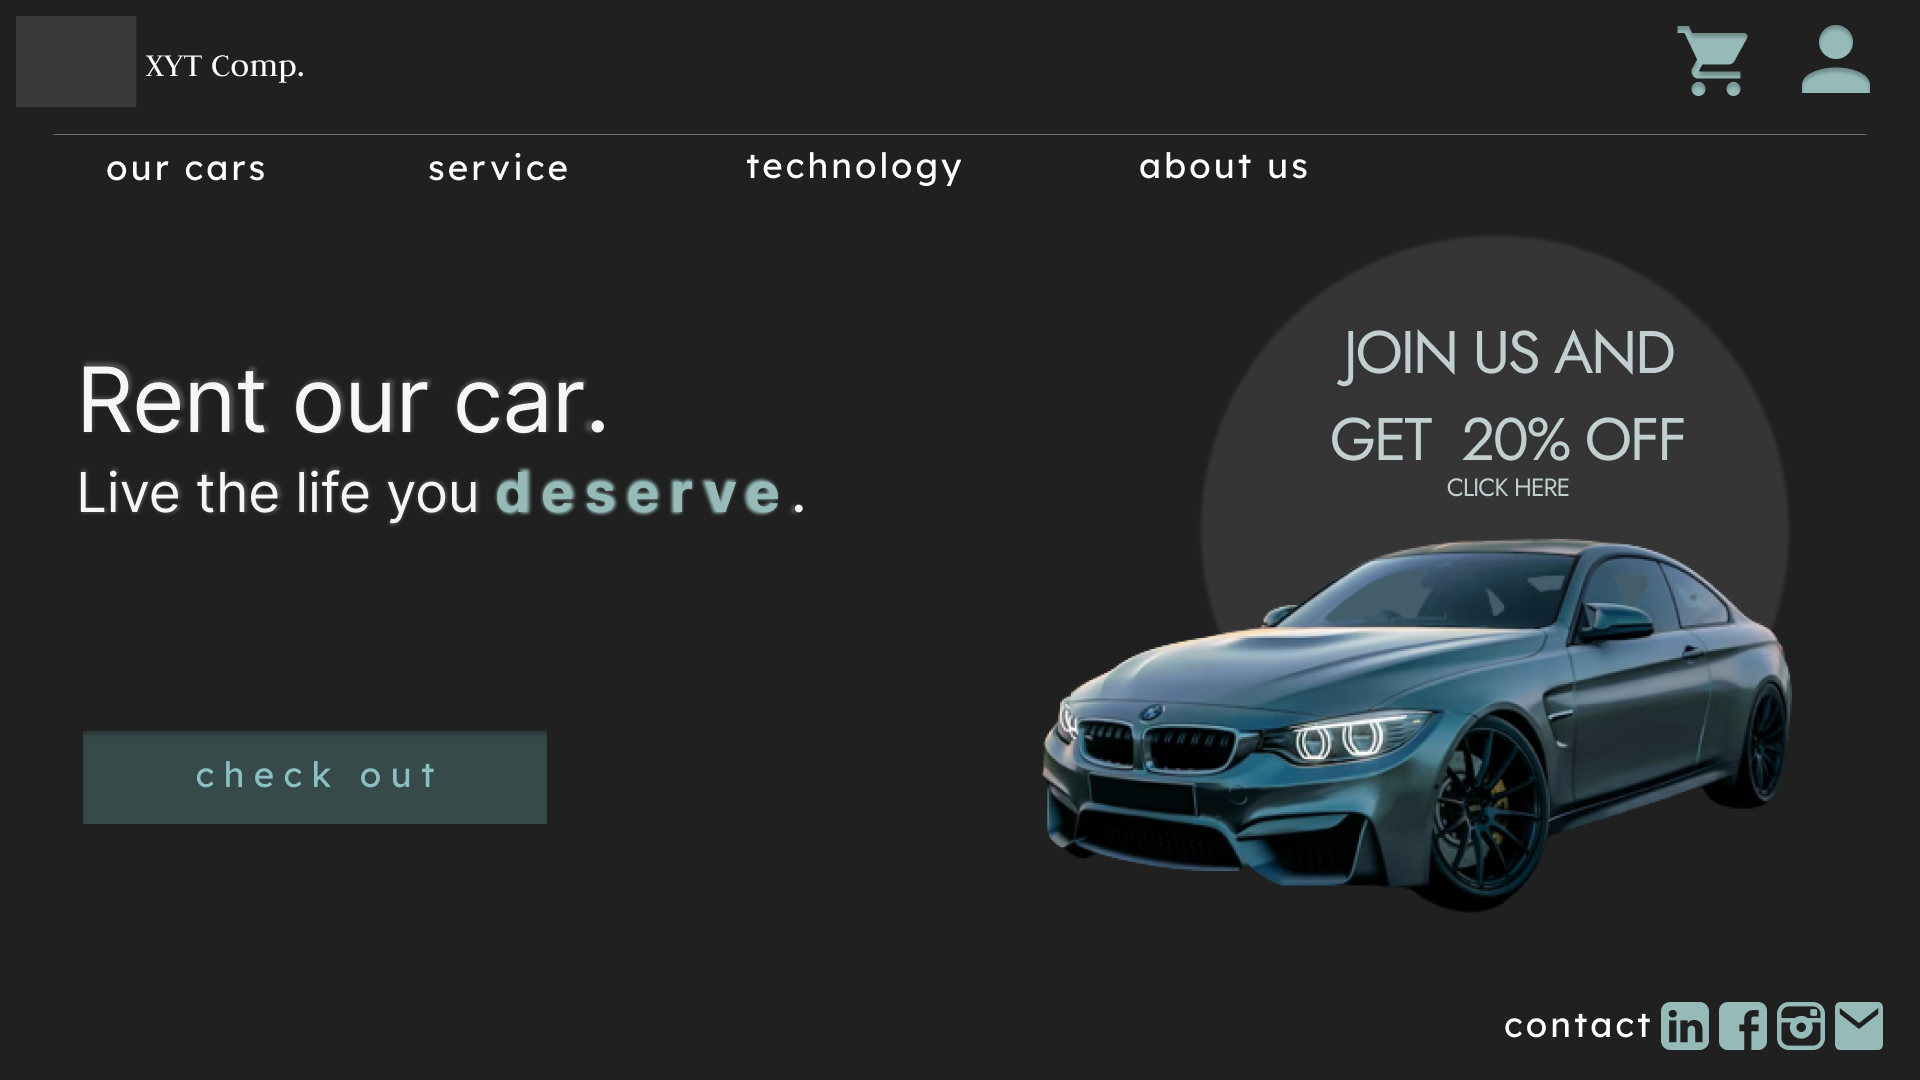 XYT Comp.
our cars service technology about us
JOIN US AND
GET 20% OFF
CLICK HERE
Rent our car.
Live the life you deserve.
check out
contact